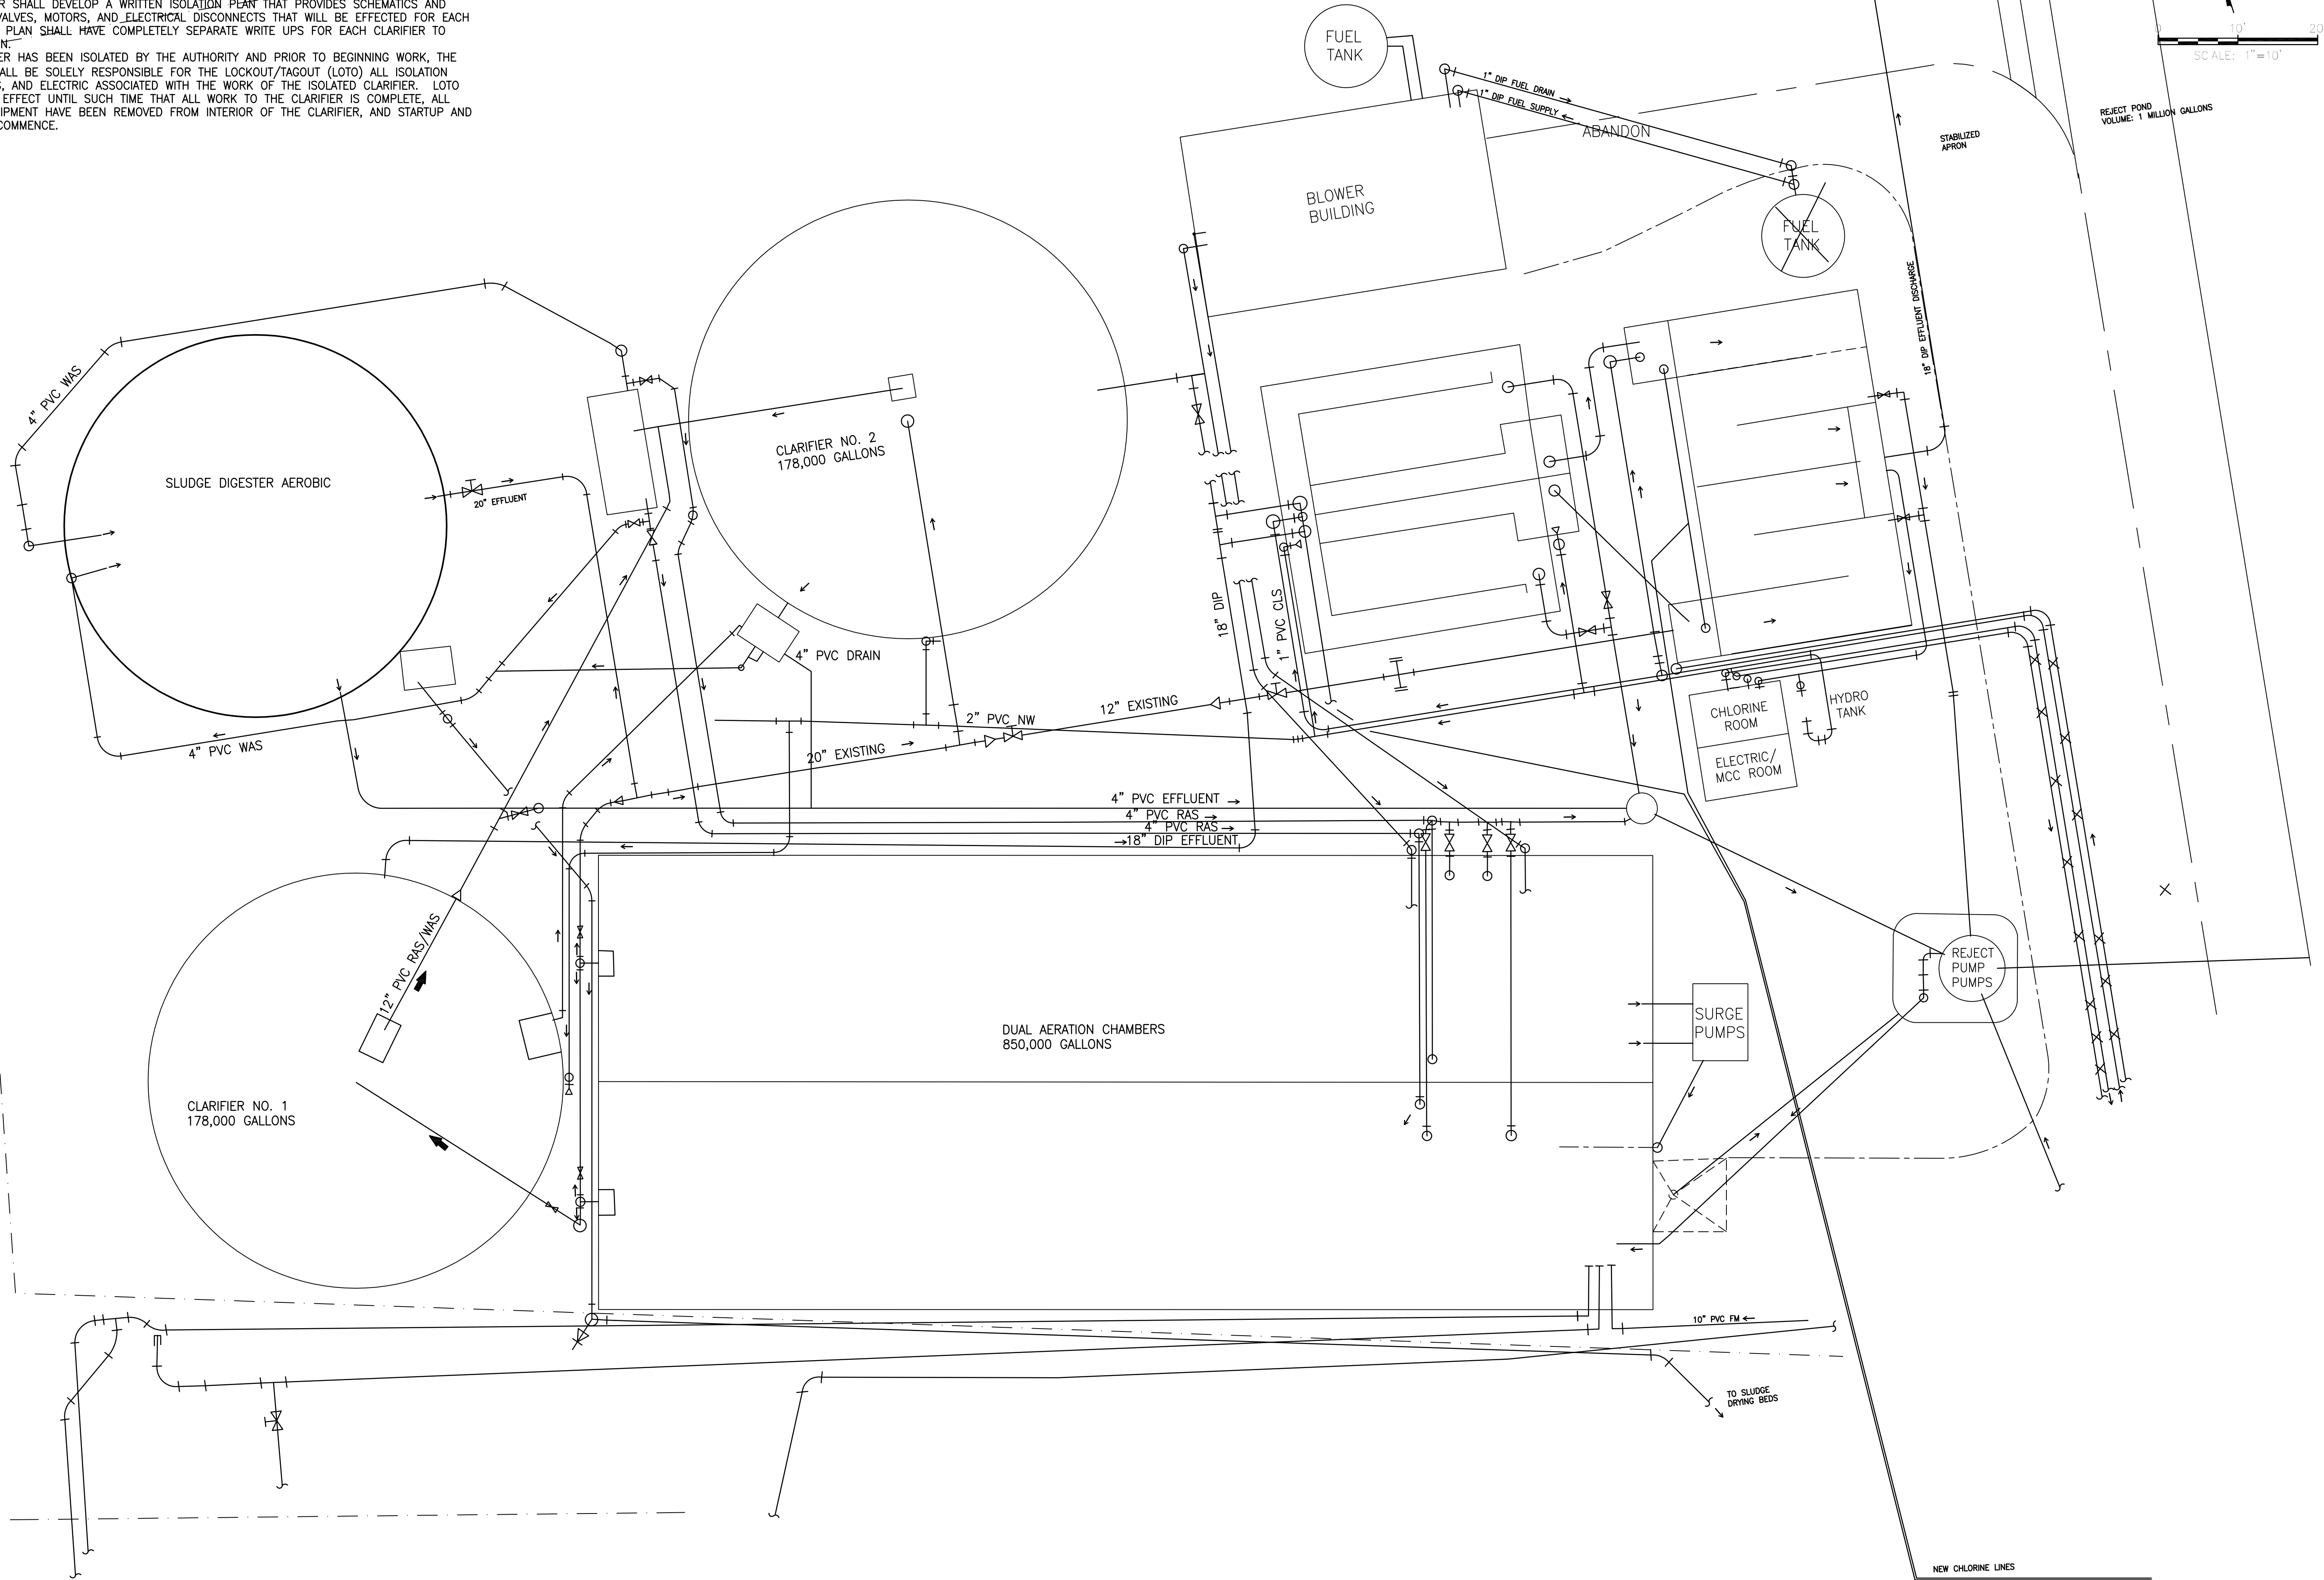 R SHALL DEVELOP A WRITTEN ISOLATION PLAN THAT PROVIDES SCHEMATICS AND
VALVES, MOTORS, AND ELECTRICAL DISCONNECTS THAT WILL BE EFFECTED FOR EACH
PLAN SHALL HAVE COMPLETELY SEPARATE WRITE UPS FOR EACH CLARIFIER TO
N.
ER HAS BEEN ISOLATED BY THE AUTHORITY AND PRIOR TO BEGINNING WORK, THE
ALL BE SOLELY RESPONSIBLE FOR THE LOCKOUT/TAGOUT (LOTO) ALL ISOLATION
S, AND ELECTRIC ASSOCIATED WITH THE WORK OF THE ISOLATED CLARIFIER. LOTO
EFFECT UNTIL SUCH TIME THAT ALL WORK TO THE CLARIFIER IS COMPLETE, ALL
IPMENT HAVE BEEN REMOVED FROM INTERIOR OF THE CLARIFIER, AND STARTUP AND
COMMENCE.
0 10' 20
SCALE: 1"=10'
FUEL
TANK
1" DIP FUEL DRAIN
1" DIP FUEL SUPPLY
ABANDON
REJECT POND
VOLUME: 1 MILLION GALLONS
STABILIZED
APRON
BLOWER
BUILDING
FUEL
TANK
18" DIP EFFLUENT DISCHARGE
4" PVC WAS
CLARIFIER NO. 2
178,000 GALLONS
SLUDGE DIGESTER AEROBIC
20" EFFLUENT
18" DIP
1" PVC CLS
4" PVC DRAIN
12" EXISTING
2" PVC NW
20" EXISTING
4" PVC WAS
CHLORINE
ROOM
HYDRO
TANK
ELECTRIC/
MCC ROOM
4" PVC EFFLUENT
4" PVC RAS
4" PVC RAS
18" DIP EFFLUENT
12" PVC RAS/WAS
REJECT
PUMP
PUMPS
SURGE
PUMPS
DUAL AERATION CHAMBERS
850,000 GALLONS
CLARIFIER NO. 1
178,000 GALLONS
10" PVC FM
TO SLUDGE
DRYING BEDS
NEW CHLORINE LINES